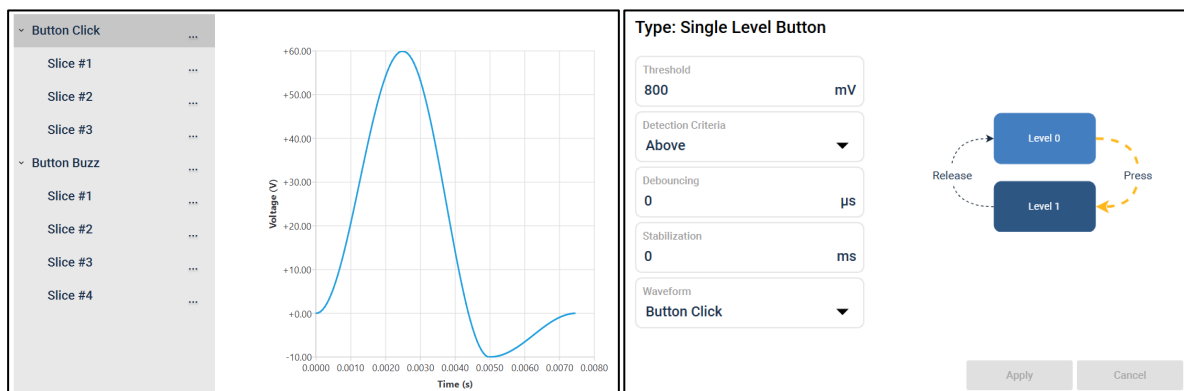 Button Click ...
Slice #1 ...
Slice #2 ...
Slice #3 ...
Button Buzz ...
Slice #1 ...
Slice #2 ...
Slice #3 ...
Slice #4 ...
Voltage (V)
+60.00
+50.00
+40.00
+30.00
+20.00
+10.00
+0.00
-10.00
0.0000 0.0010 0.0020 0.0030 0.0040 0.0050 0.0060 0.0070 0.0080
Time (s)
Type: Single Level Button
Threshold
800 mV
Detection Criteria
Above
Debouncing
0 µs
Stabilization
0 ms
Waveform
Button Click
Level 0
Release Press
Level 1
Apply Cancel